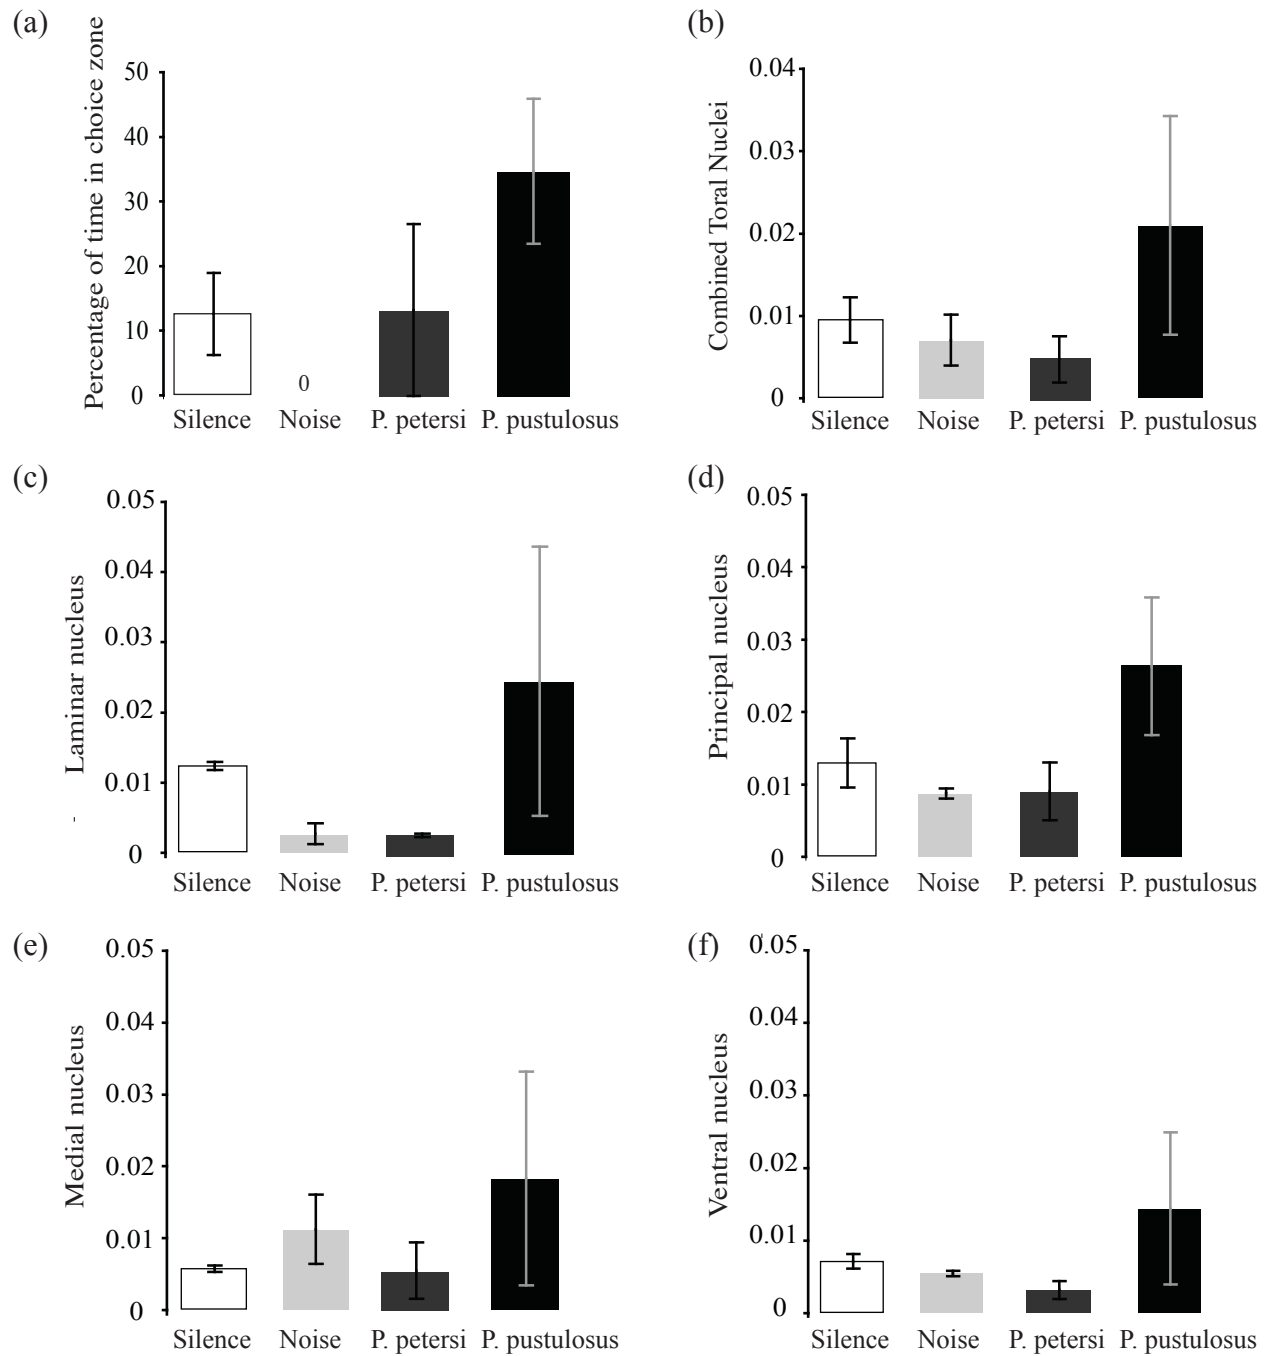 (a)
Percentage of time in choice zone
50
40
30
20
10
0
0
Silence Noise P. petersi P. pustulosus
(b)
Combined Toral Nuclei
0.04
0.03
0.02
0.01
0
Silence Noise P. petersi P. pustulosus
(c)
- Laminar nucleus
0.05
0.04
0.03
0.02
0.01
0
Silence Noise P. petersi P. pustulosus
(d)
Principal nucleus
0.05
0.04
0.03
0.02
0.01
0
Silence Noise P. petersi P. pustulosus
(e)
Medial nucleus
0.05
0.04
0.03
0.02
0.01
0
Silence Noise P. petersi P. pustulosus
(f)
Ventral nucleus
0.05
0.04
0.03
0.02
0.01
0
Silence Noise P. petersi P. pustulosus